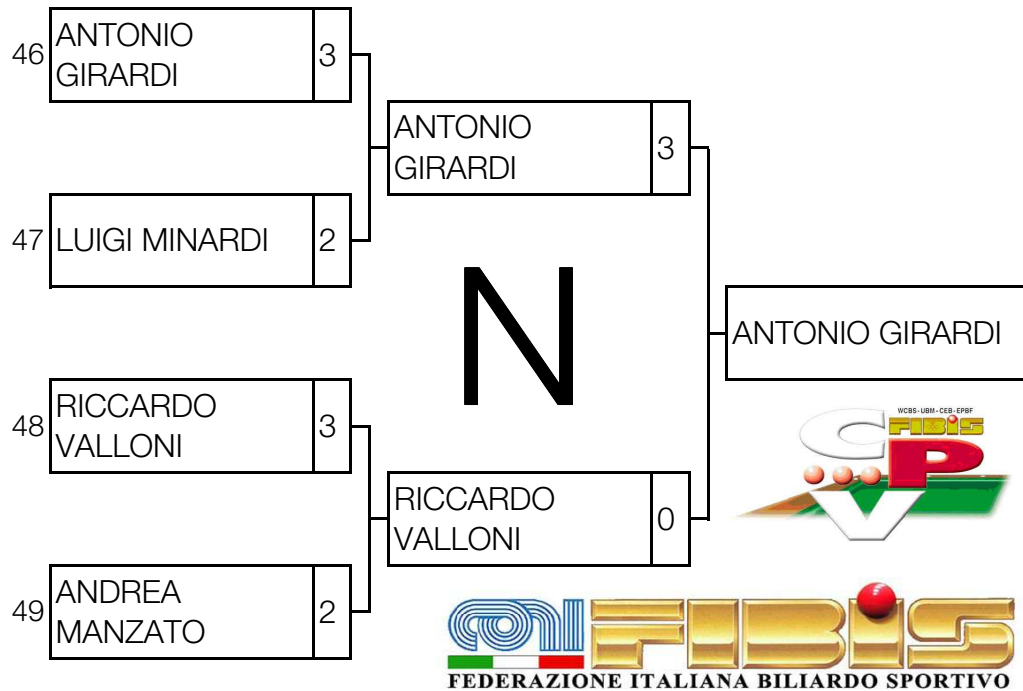 46
ANTONIO
GIRARDI
3
ANTONIO
GIRARDI
3
47
LUIGI MINARDI
2
N
ANTONIO GIRARDI
48
RICCARDO
VALLONI
3
WCBS - UBM - CEB - EPBF
FIBIS
C
P
V
RICCARDO
VALLONI
0
49
ANDREA
MANZATO
2
CONI
FIBIS
FEDERAZIONE ITALIANA BILIARDO SPORTIVO